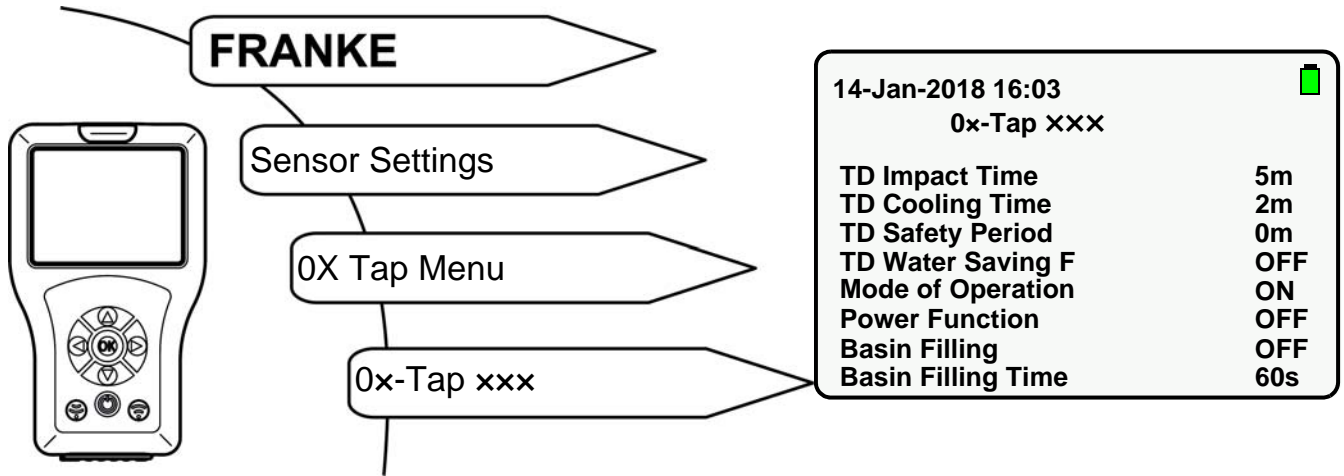 FRANKE
Sensor Settings
0X Tap Menu
0×-Tap ×××
OK
14-Jan-2018 16:03
0×-Tap ×××
TD Impact Time 5m
TD Cooling Time 2m
TD Safety Period 0m
TD Water Saving F OFF
Mode of Operation ON
Power Function OFF
Basin Filling OFF
Basin Filling Time 60s